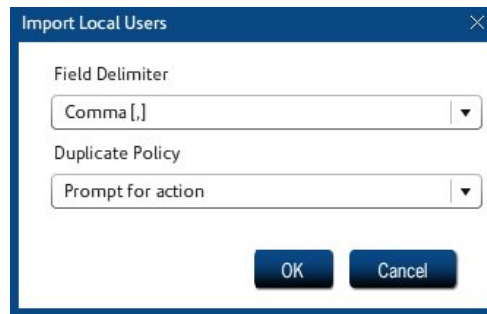 Import Local Users
Field Delimiter
Comma [,]
Duplicate Policy
Prompt for action
OK Cancel